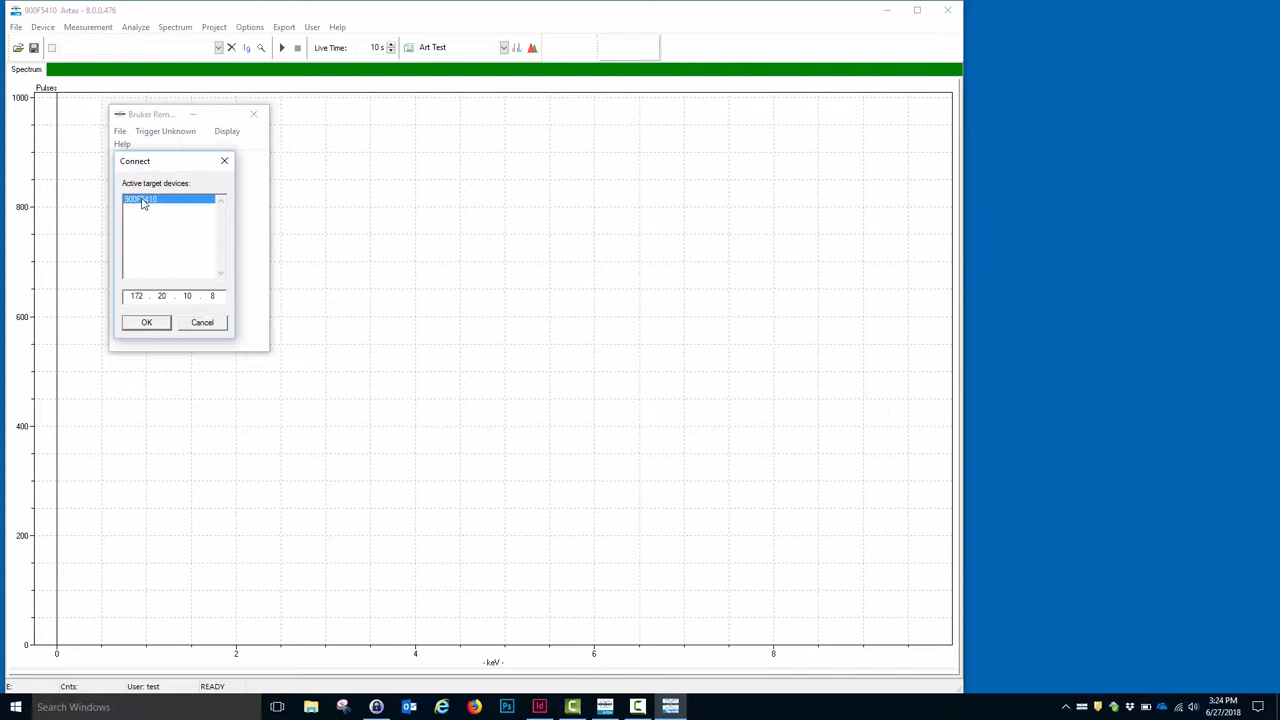 900F5410 Artax - 8.0.0.476
File Device Measurement Analyze Spectrum Project Options Export User Help
Live Time: 10 s Art Test
Spectrum
Pulses
1000
Bruker Rem...
File Trigger Unknown Display
Help
Connect
Active target devices:
900F5410
800
172 . 20 . 10 . 8
600
OK Cancel
400
200
0
0 2 4 6 8
- keV -
E: Cnts: User: test READY
Search Windows
3:24 PM
6/27/2018